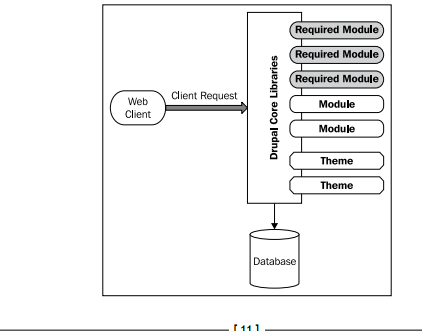 Required Module
Required Module
Required Module
Module
Module
Theme
Theme
Drupal Core Libraries
Client Request
Web
Client
Database
[ 11 ]